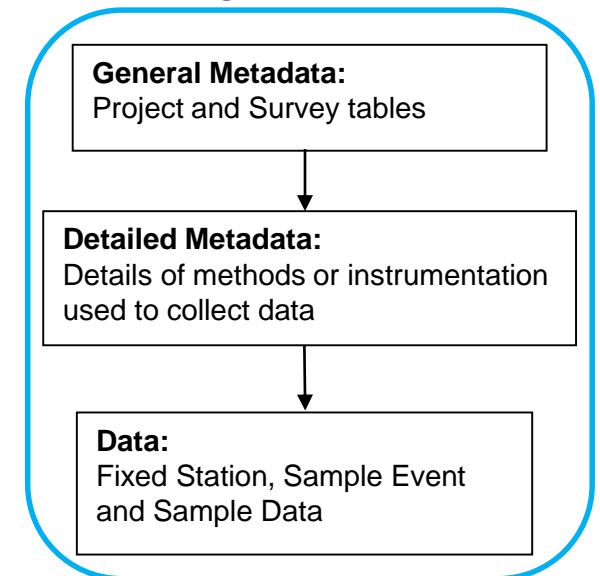 General Metadata:
Project and Survey tables
Detailed Metadata:
Details of methods or instrumentation
used to collect data
Data:
Fixed Station, Sample Event
and Sample Data